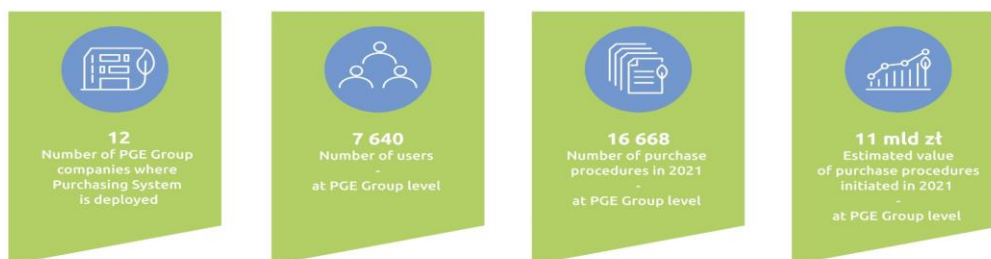 12
Number of PGE Group
companies where
Purchasing System
is deployed
7 640
Number of users
-
at PGE Group level
16 668
Number of purchase
procedures in 2021
-
at PGE Group level
11 mld zł
Estimated value
of purchase procedures
initiated in 2021
-
at PGE Group level